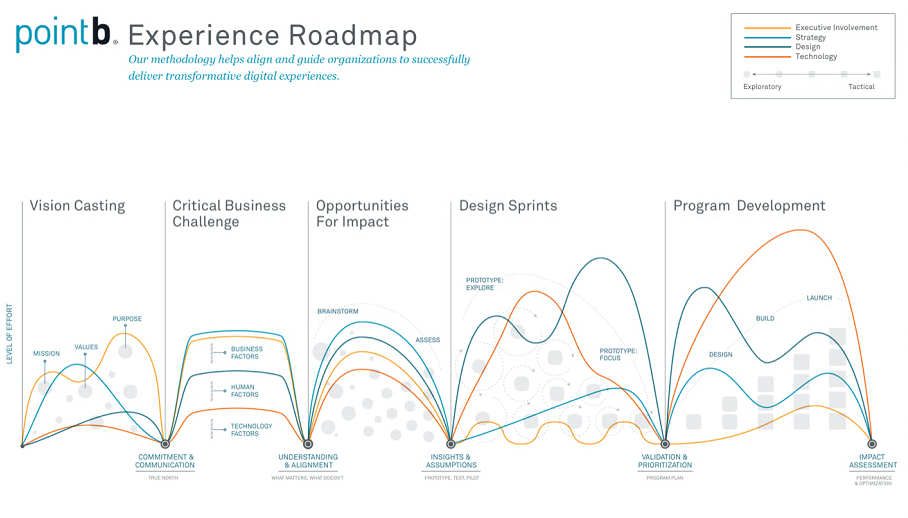 pointb® Experience Roadmap
Our methodology helps align and guide organizations to successfully
deliver transformative digital experiences.
Executive Involvement
Strategy
Design
Technology
Exploratory
Tactical
Vision Casting
Critical Business
Challenge
Opportunities
For Impact
Design Sprints
Program Development
LEVEL OF EFFORT
MISSION
VALUES
PURPOSE
BUSINESS
FACTORS
HUMAN
FACTORS
TECHNOLOGY
FACTORS
BRAINSTORM
ASSESS
PROTOTYPE:
EXPLORE
PROTOTYPE:
FOCUS
DESIGN
BUILD
LAUNCH
COMMITMENT &
COMMUNICATION
TRUE NORTH
UNDERSTANDING
& ALIGNMENT
WHAT MATTERS, WHAT DOESN'T
INSIGHTS &
ASSUMPTIONS
PROTOTYPE, TEST, PILOT
VALIDATION &
PRIORITIZATION
PROGRAM PLAN
IMPACT
ASSESSMENT
PERFORMANCE
& OPTIMIZATION